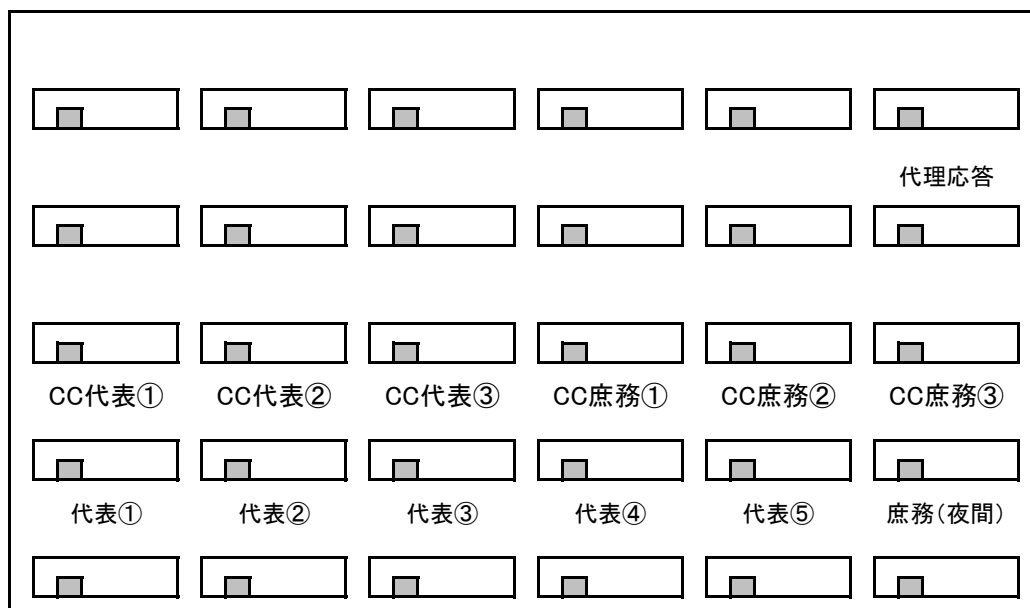 代理応答
CC代表① CC代表② CC代表③ CC庶務① CC庶務② CC庶務③
代表① 代表② 代表③ 代表④ 代表⑤ 庶務(夜間)